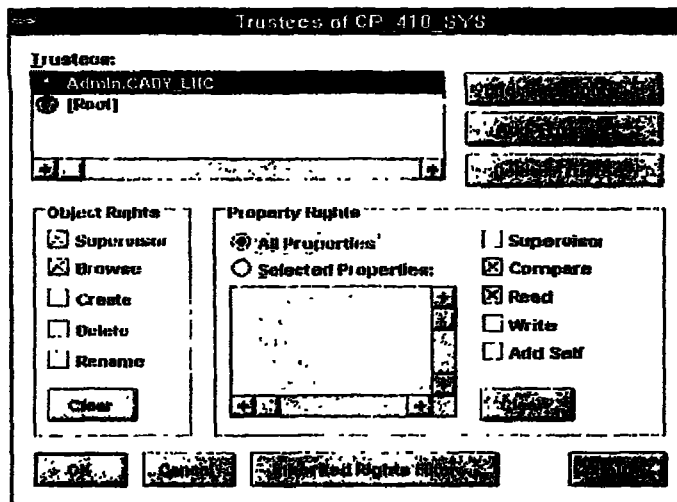 Trustees of CP_410_SYS
Trustees:
Admin.CADY_LHC
[Root]
Object Rights
Supervisor
Browse
Create
Delete
Rename
Clear
Property Rights
All Properties
Selected Properties:
Supervisor
Compare
Read
Write
Add Self
OK
Cancel
Inherited Rights Filter